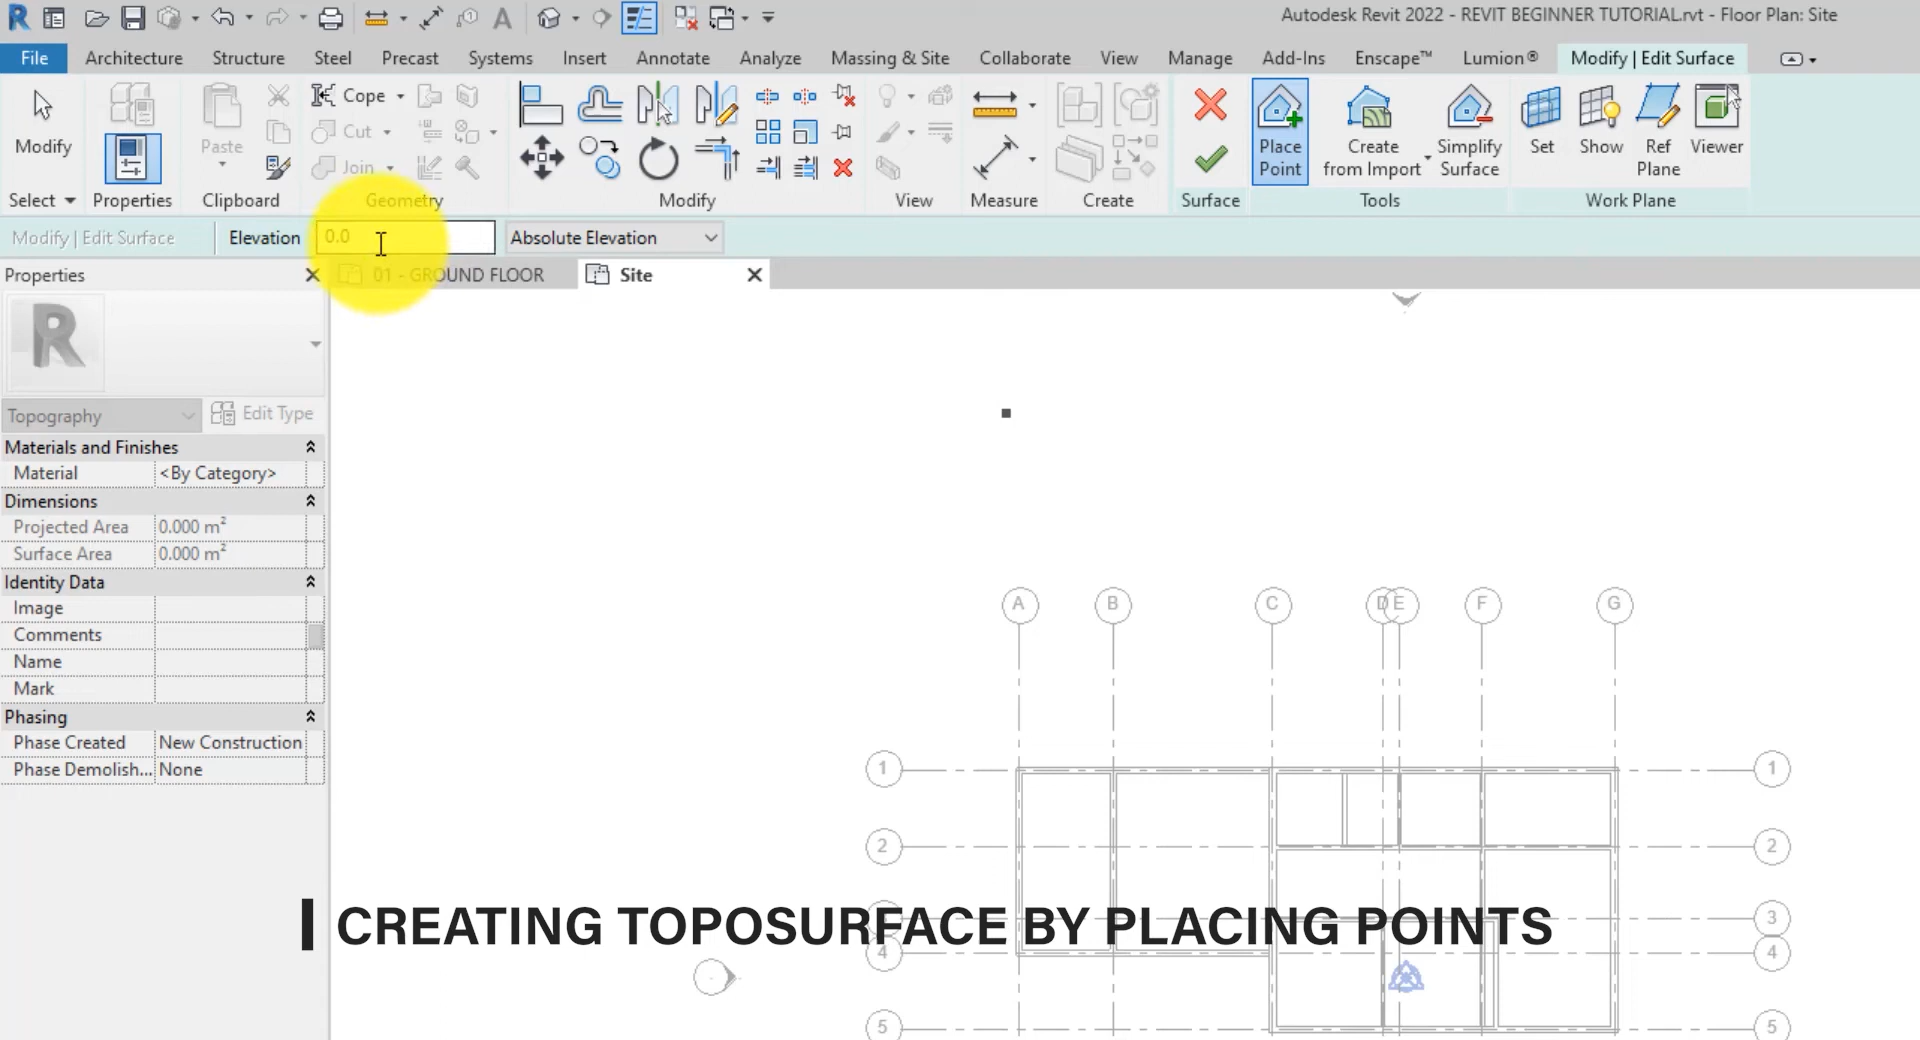 Autodesk Revit 2022 - REVIT BEGINNER TUTORIAL.rvt - Floor Plan: Site
File Architecture Structure Steel Precast Systems Insert Annotate Analyze Massing & Site Collaborate View Manage Add-Ins Enscape™ Lumion® Modify | Edit Surface
Modify
Paste
Cope
Cut
Join
Place
Point
Create
from Import
Simplify
Surface
Set
Show
Ref
Plane
Viewer
Select Properties Clipboard Geometry Modify View Measure Create Surface Tools Work Plane
Modify | Edit Surface Elevation 0.0 Absolute Elevation
Properties
01 - GROUND FLOOR
Site
Topography Edit Type
Materials and Finishes
Material <By Category>
Dimensions
Projected Area 0.000 m²
Surface Area 0.000 m²
Identity Data
Image
Comments
Name
Mark
Phasing
Phase Created New Construction
Phase Demolish... None
A B C D E F G
1 1
2 2
3
CREATING TOPOSURFACE BY PLACING POINTS
4 4
5 5